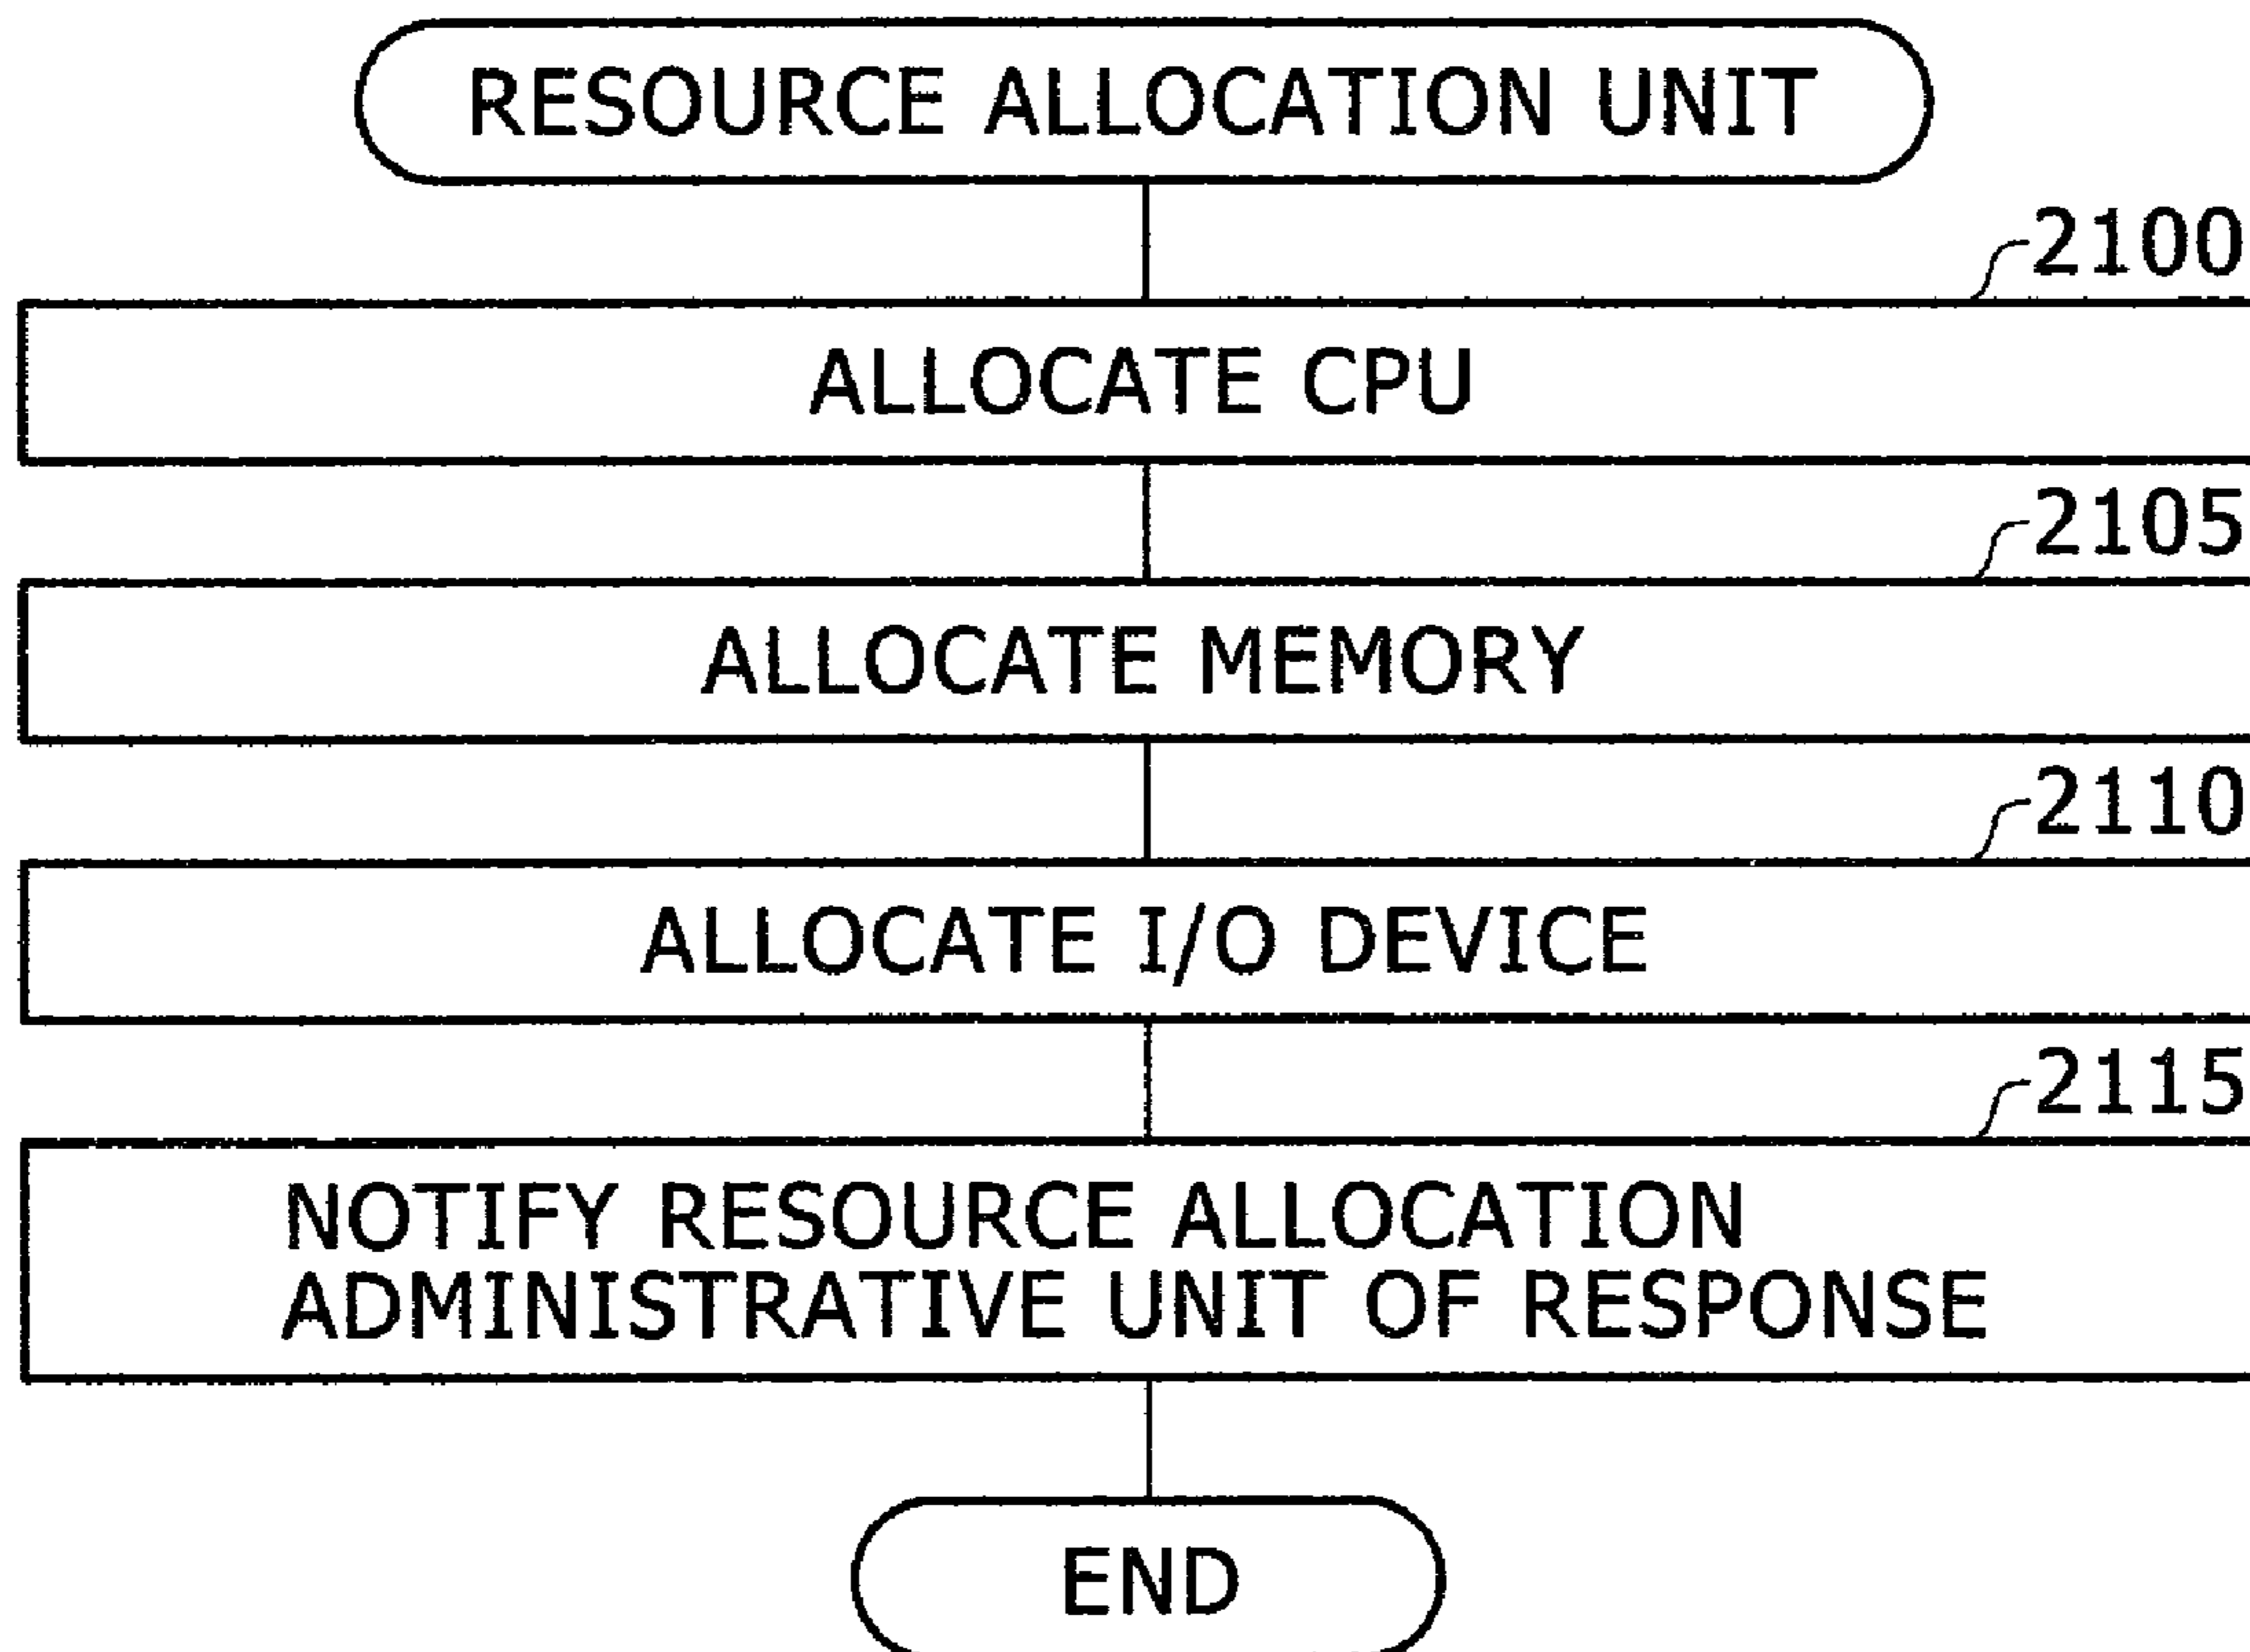 RESOURCE ALLOCATION UNIT
2100
ALLOCATE CPU
2105
ALLOCATE MEMORY
2110
ALLOCATE I/O DEVICE
2115
NOTIFY RESOURCE ALLOCATION
ADMINISTRATIVE UNIT OF RESPONSE
END